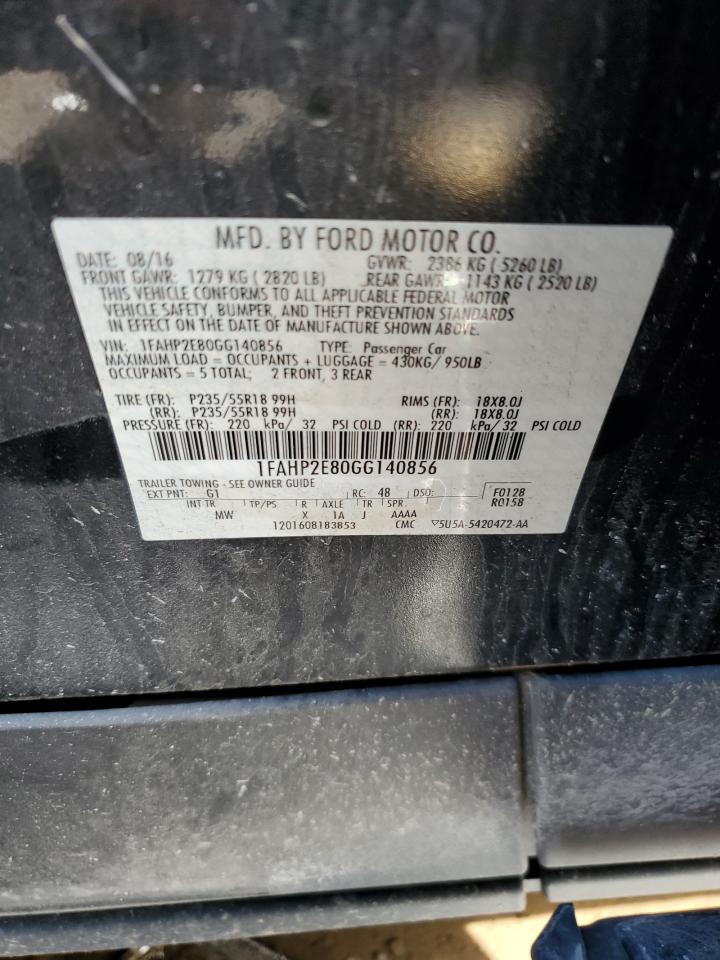 MFD. BY FORD MOTOR CO.
DATE: 08/16 GVWR: 2386 KG ( 5260 LB)
FRONT GAWR: 1279 KG ( 2820 LB) REAR GAWR: 1143 KG ( 2520 LB)
THIS VEHICLE CONFORMS TO ALL APPLICABLE FEDERAL MOTOR
VEHICLE SAFETY, BUMPER, AND THEFT PREVENTION STANDARDS
IN EFFECT ON THE DATE OF MANUFACTURE SHOWN ABOVE.
VIN: 1FAHP2E80GG140856 TYPE: Passenger Car
MAXIMUM LOAD = OCCUPANTS + LUGGAGE = 430KG/ 950LB
OCCUPANTS = 5 TOTAL; 2 FRONT, 3 REAR
TIRE (FR): P235/55R18 99H RIMS (FR): 18X8.0J
(RR): P235/55R18 99H (RR): 18X8.0J
PRESSURE (FR): 220 kPa/ 32 PSI COLD (RR): 220 kPa/ 32 PSI COLD
1FAHP2E80GG140856
TRAILER TOWING - SEE OWNER GUIDE
EXT PNT: G1 RC: 48 DSO: F0128
INT TR TP/PS R AXLE TR SPR R0158
MW X 1A J AAAA
1201608183853 CMC ▽5U5A-5420472-AA